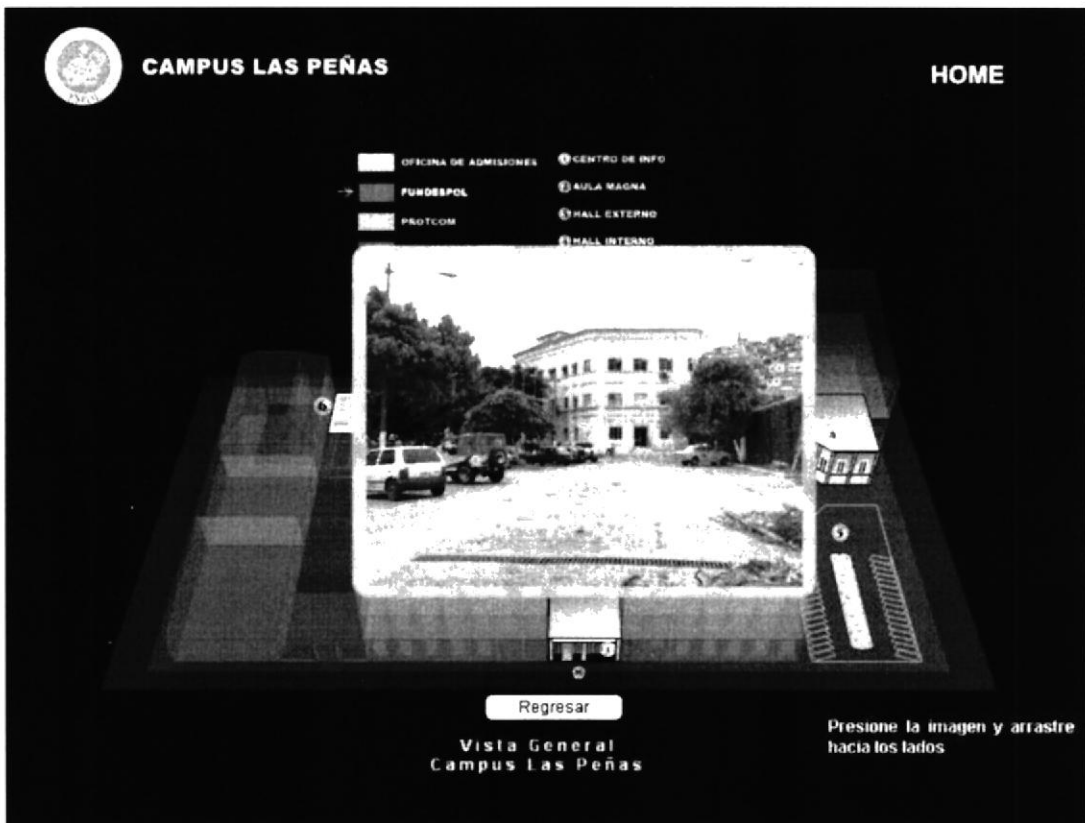 CAMPUS LAS PEÑAS
HOME
OFICINA DE ADMISIONES
FUNDESPOL
PROTCOM
CENTRO DE INFO
AULA MAGNA
HALL EXTERNO
HALL INTERNO
Regresar
Vista General
Campus Las Peñas
Presione la imagen y arrastre
hacia los lados